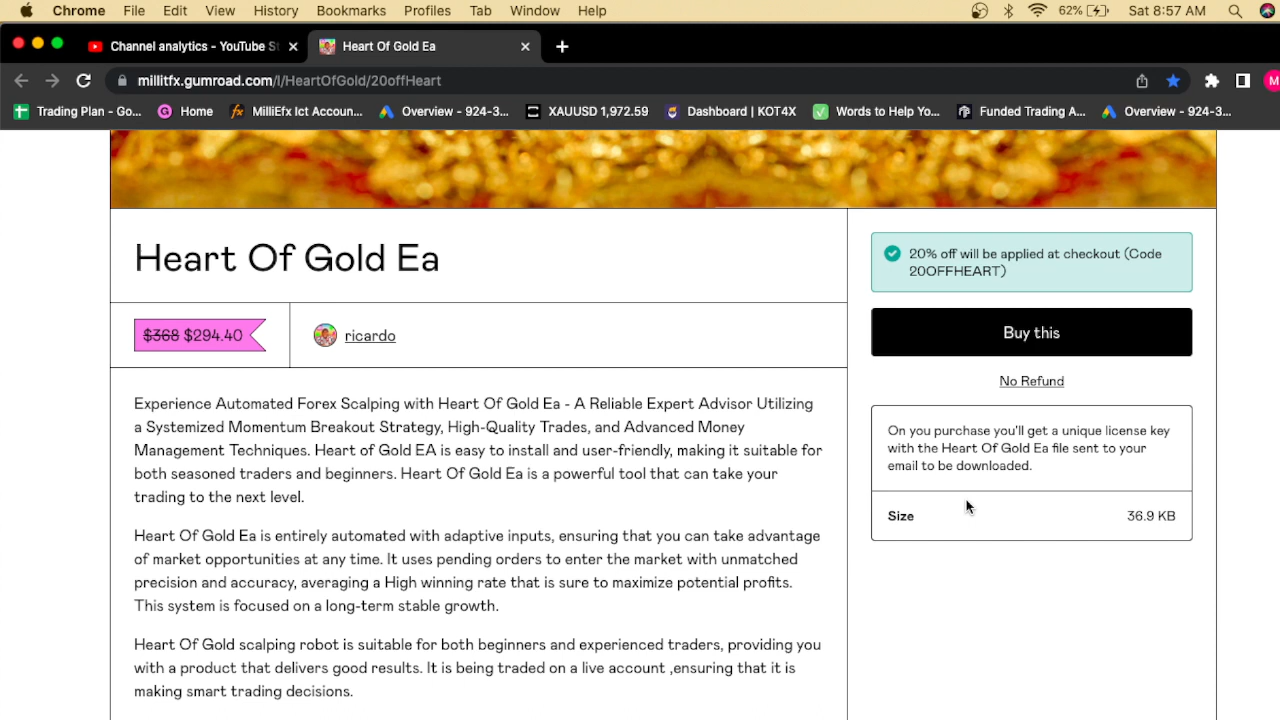 Chrome File Edit View History Bookmarks Profiles Tab Window Help 62% Sat 8:57 AM
Channel analytics - YouTube St Heart Of Gold Ea
millitfx.gumroad.com/l/HeartOfGold/20offHeart
Trading Plan - Go... Home MilliEfx Ict Accoun... Overview - 924-3... XAUUSD 1,972.59 Dashboard | KOT4X Words to Help Yo... Funded Trading A... Overview - 924-3...
Heart Of Gold Ea
$368 $294.40
ricardo
Experience Automated Forex Scalping with Heart Of Gold Ea - A Reliable Expert Advisor Utilizing
a Systemized Momentum Breakout Strategy, High-Quality Trades, and Advanced Money
Management Techniques. Heart of Gold EA is easy to install and user-friendly, making it suitable for
both seasoned traders and beginners. Heart Of Gold Ea is a powerful tool that can take your
trading to the next level.
Heart Of Gold Ea is entirely automated with adaptive inputs, ensuring that you can take advantage
of market opportunities at any time. It uses pending orders to enter the market with unmatched
precision and accuracy, averaging a High winning rate that is sure to maximize potential profits.
This system is focused on a long-term stable growth.
Heart Of Gold scalping robot is suitable for both beginners and experienced traders, providing you
with a product that delivers good results. It is being traded on a live account ,ensuring that it is
making smart trading decisions.
20% off will be applied at checkout (Code
20OFFHEART)
Buy this
No Refund
On you purchase you'll get a unique license key
with the Heart Of Gold Ea file sent to your
email to be downloaded.
Size 36.9 KB